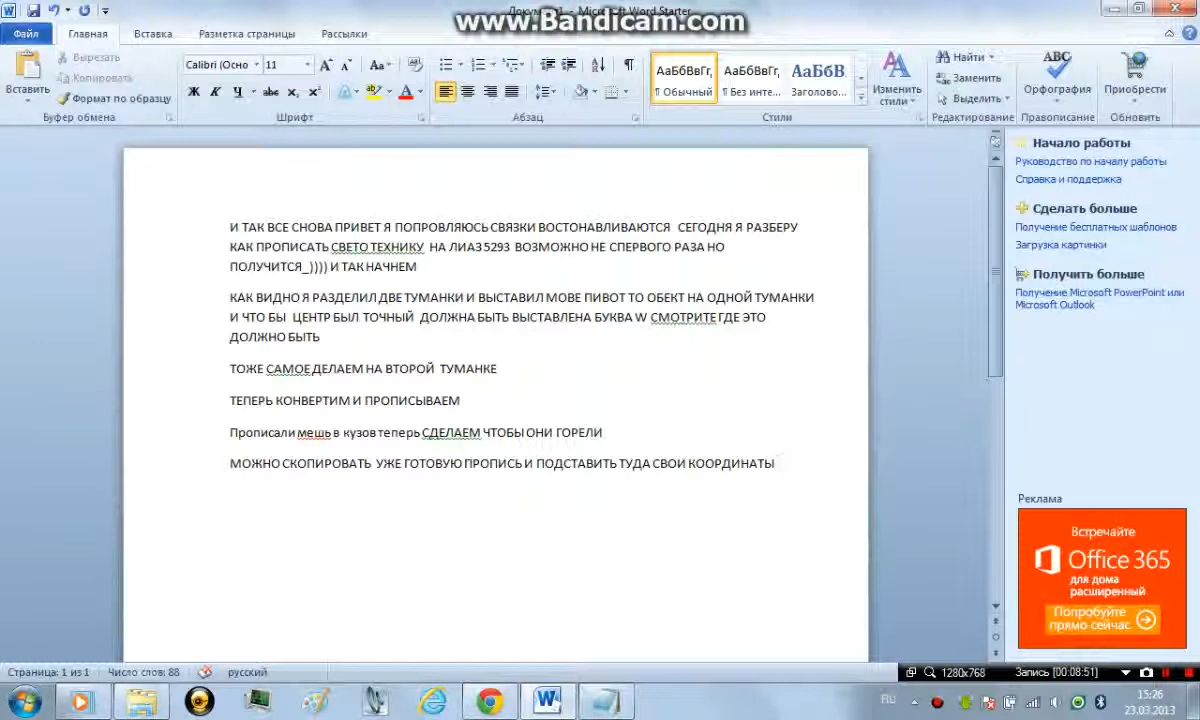 Документ1 - Microsoft Word Starter
www.Bandicam.com
Файл Главная Вставка Разметка страницы Рассылки
Вставить
Вырезать
Копировать
Формат по образцу
Буфер обмена
Calibri (Осно 11
Ж К Ч abc x₂ x²
Шрифт
Абзац
АаБбВвГг, АаБбВвГг, АаБбВ
¶ Обычный ¶ Без инте... Заголово...
Стили
Изменить стили
Найти
Заменить
Выделить
Редактирование
ABC
Орфография
Правописание
Приобрести
Обновить
И ТАК ВСЕ СНОВА ПРИВЕТ Я ПОПРОВЛЯЮСЬ СВЯЗКИ ВОСТОНАВЛИВАЮТСЯ СЕГОДНЯ Я РАЗБЕРУ
КАК ПРОПИСАТЬ СВЕТО ТЕХНИКУ НА ЛИАЗ 5293 ВОЗМОЖНО НЕ СПЕРВОГО РАЗА НО
ПОЛУЧИТСЯ_)))) И ТАК НАЧНЕМ
КАК ВИДНО Я РАЗДЕЛИЛ ДВЕ ТУМАНКИ И ВЫСТАВИЛ МОВЕ ПИВОТ ТО ОБЕКТ НА ОДНОЙ ТУМАНКИ
И ЧТО БЫ ЦЕНТР БЫЛ ТОЧНЫЙ ДОЛЖНА БЫТЬ ВЫСТАВЛЕНА БУКВА W СМОТРИТЕ ГДЕ ЭТО
ДОЛЖНО БЫТЬ
ТОЖЕ САМОЕ ДЕЛАЕМ НА ВТОРОЙ ТУМАНКЕ
ТЕПЕРЬ КОНВЕРТИМ И ПРОПИСЫВАЕМ
Прописали мешь в кузов теперь СДЕЛАЕМ ЧТОБЫ ОНИ ГОРЕЛИ
МОЖНО СКОПИРОВАТЬ УЖЕ ГОТОВУЮ ПРОПИСЬ И ПОДСТАВИТЬ ТУДА СВОИ КООРДИНАТЫ
Начало работы
Руководство по началу работы
Справка и поддержка
Сделать больше
Получение бесплатных шаблонов
Загрузка картинки
Получить больше
Получение Microsoft PowerPoint или
Microsoft Outlook
Реклама
Встречайте
Office 365
для дома
расширенный
Попробуйте
прямо сейчас
Страница: 1 из 1 Число слов: 88 русский
1280x768 Запись [00:08:51]
RU
15:26
23.03.2013